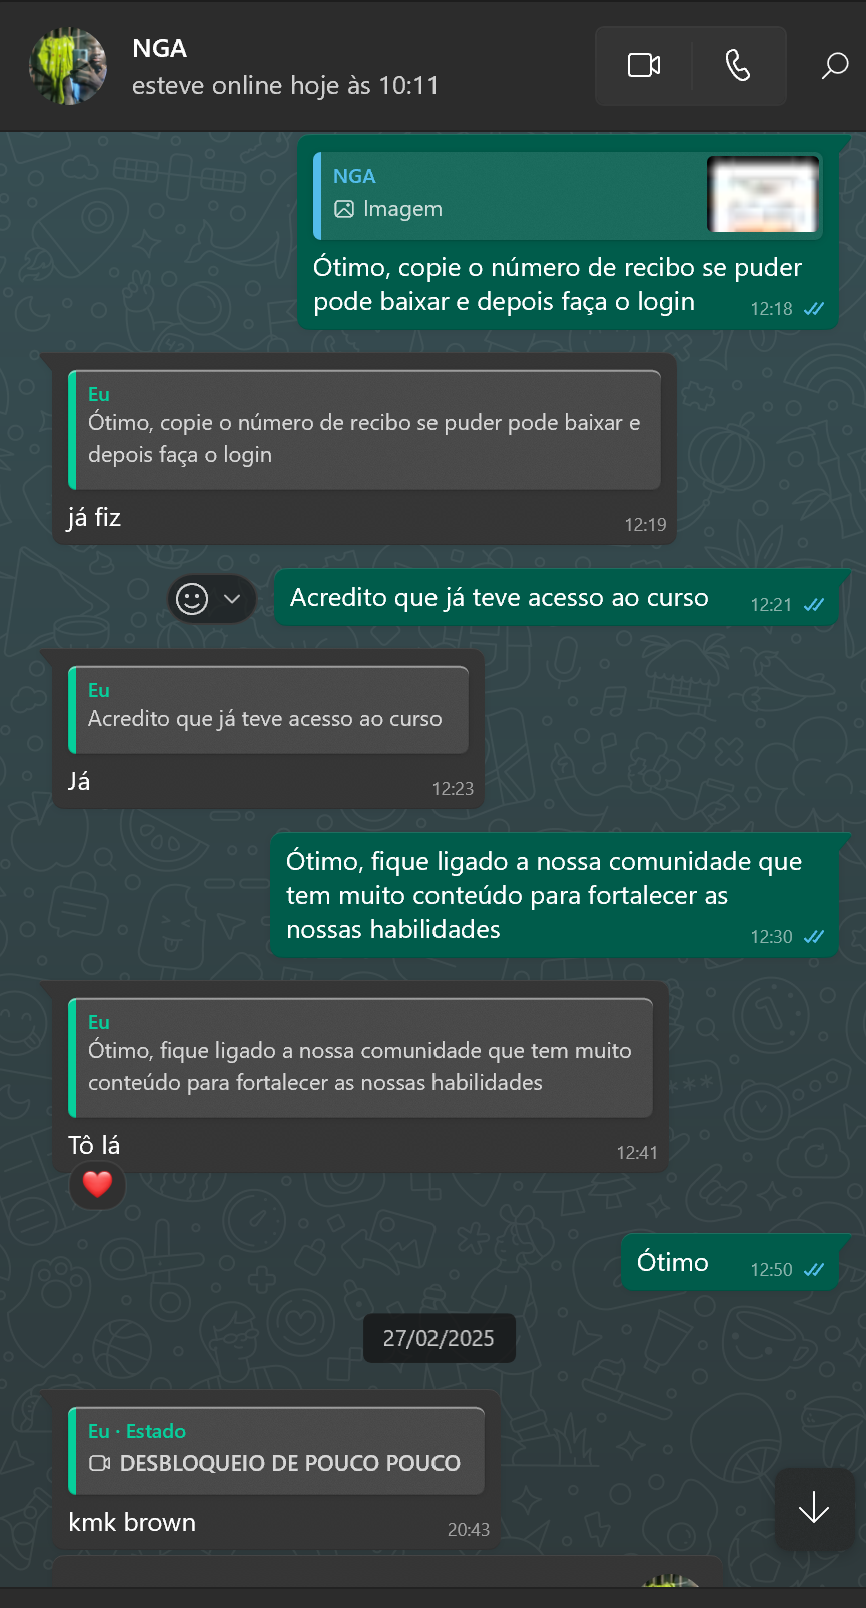 NGA
esteve online hoje às 10:11
NGA
Imagem
Ótimo, copie o número de recibo se puder
pode baixar e depois faça o login
12:18
Eu
Ótimo, copie o número de recibo se puder pode baixar e
depois faça o login
já fiz
12:19
Acredito que já teve acesso ao curso
12:21
Eu
Acredito que já teve acesso ao curso
Já
12:23
Ótimo, fique ligado a nossa comunidade que
tem muito conteúdo para fortalecer as
nossas habilidades
12:30
Eu
Ótimo, fique ligado a nossa comunidade que tem muito
conteúdo para fortalecer as nossas habilidades
Tô lá
12:41
Ótimo
12:50
27/02/2025
Eu · Estado
DESBLOQUEIO DE POUCO POUCO
kmk brown
20:43